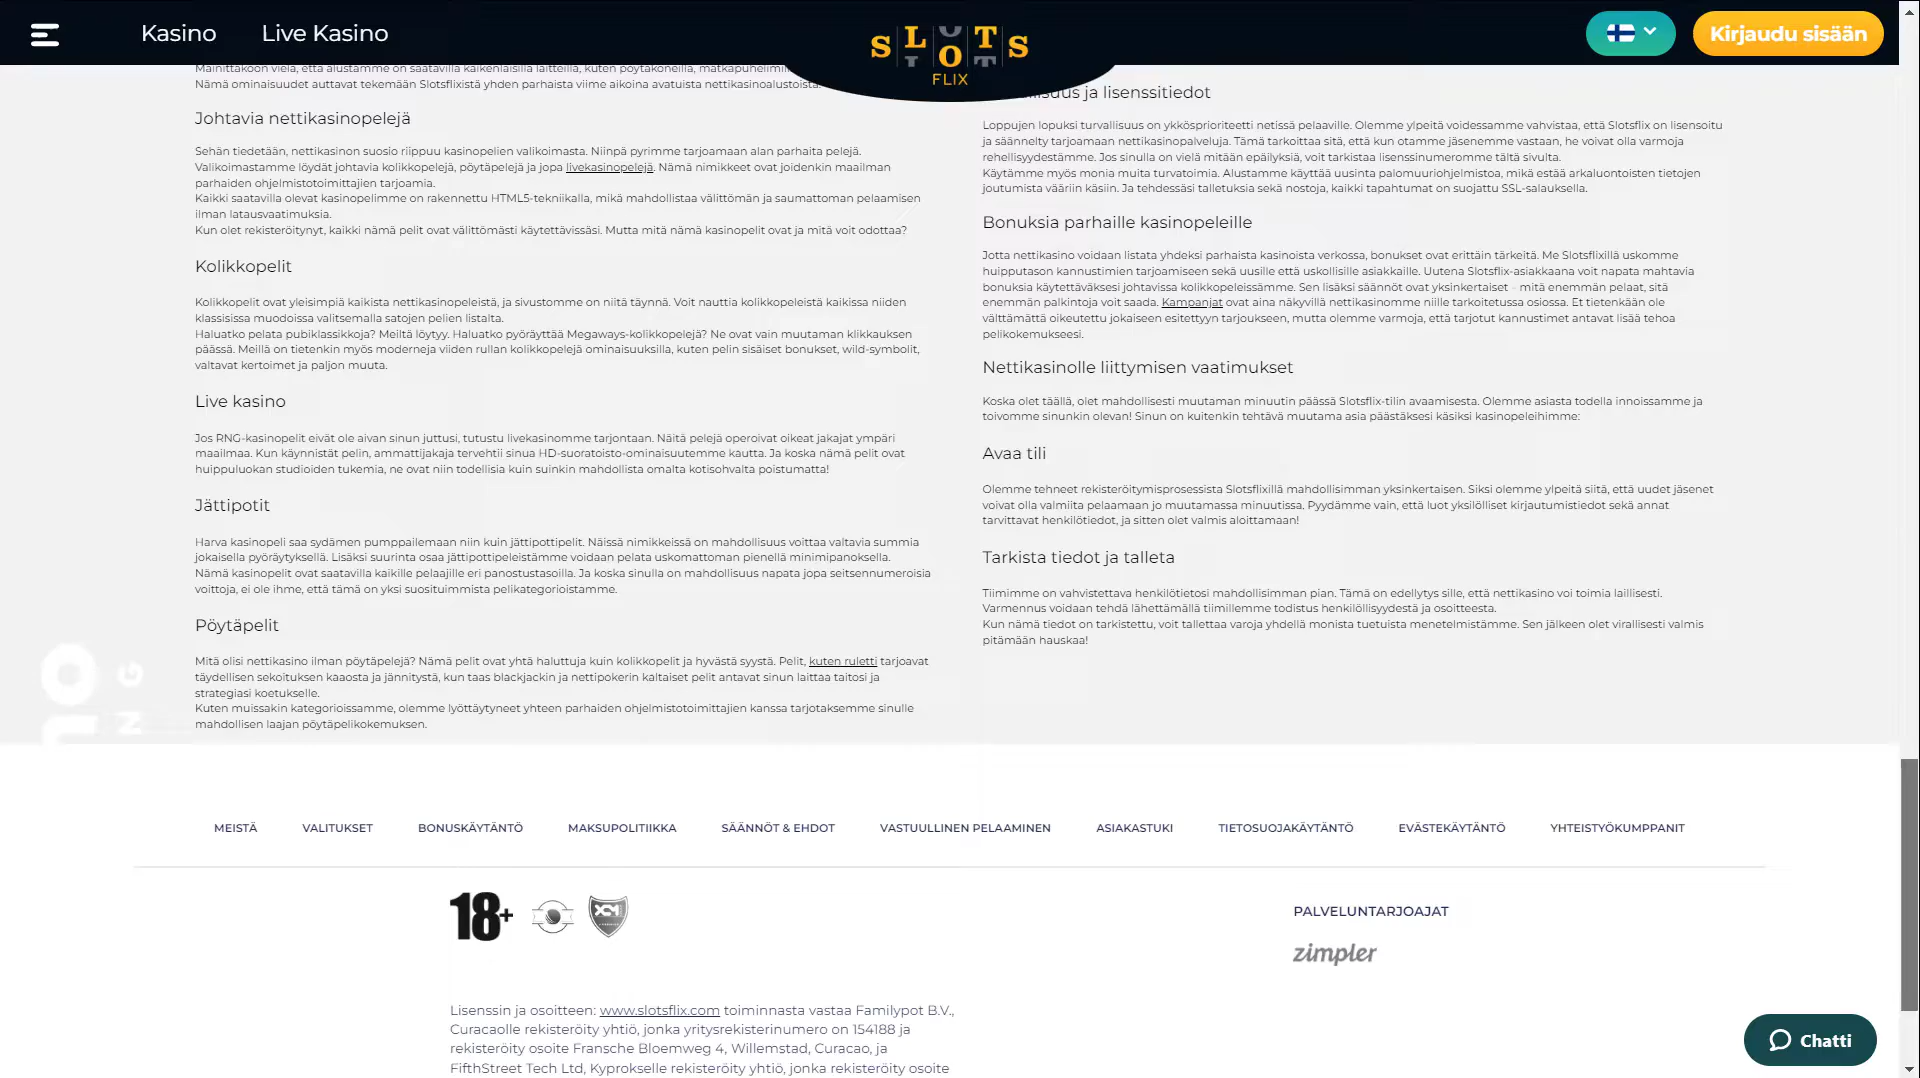 Kasino
Live Kasino
SLOTS
FLIX
Kirjaudu sisään
Mainittakoon vielä, että alustamme on saatavilla kaikenlaisilla laitteilla, kuten pöytäkoneilla,
Nämä ominaisuudet auttavat tekemään Slotsflixistä yhden parhaista viime aikoina avatuista nettikasinoalustoista.
Johtavia nettikasinopelejä
Sehän tiedetään, nettikasinon suosio riippuu kasinopelien valikoimasta. Niinpä pyrimme tarjoamaan alan parhaita pelejä.
Valikoimastamme löydät johtavia kolikkopelejä, pöytäpelejä ja jopa livekasinopelejä. Nämä nimikkeet ovat joidenkin maailman
parhaiden ohjelmistotoimittajien tarjoamia.
Kaikki saatavilla olevat kasinopelimme on rakennettu HTML5-tekniikalla, mikä mahdollistaa välittömän ja saumattoman pelaamisen
ilman latausvaatimuksia.
Kun olet rekisteröitynyt, kaikki nämä pelit ovat välittömästi käytettävissäsi. Mutta mitä nämä kasinopelit ovat ja mitä voit odottaa?
Kolikkopelit
Kolikkopelit ovat yleisimpiä kaikista nettikasinopeleistä, ja sivustomme on niitä täynnä. Voit nauttia kolikkopeleistä kaikissa niiden
klassisissa muodoissa valitsemalla satojen pelien listalta.
Haluatko pelata pubiklassikkoja? Meiltä löytyy. Haluatko pyöräyttää Megaways-kolikkopelejä? Ne ovat vain muutaman klikkauksen
päässä. Meillä on tietenkin myös moderneja viiden rullan kolikkopelejä ominaisuuksilla, kuten pelin sisäiset bonukset, wild-symbolit,
valtavat kertoimet ja paljon muuta.
Live kasino
Jos RNG-kasinopelit eivät ole aivan sinun juttusi, tutustu livekasinomme tarjontaan. Näitä pelejä operoivat oikeat jakajat ympäri
maailmaa. Kun käynnistät pelin, ammattijakaja tervehtii sinua HD-suoratoisto-ominaisuutemme kautta. Ja koska nämä pelit ovat
huippuluokan studioiden tukemia, ne ovat niin todellisia kuin suinkin mahdollista omalta kotisohvalta poistumatta!
Jättipotit
Harva kasinopeli saa sydämen pumppailemaan niin kuin jättipottipelit. Näissä nimikkeissä on mahdollisuus voittaa valtavia summia
jokaisella pyöräytyksellä. Lisäksi suurinta osaa jättipottipeleistämme voidaan pelata uskomattoman pienellä minimipanoksella.
Nämä kasinopelit ovat saatavilla kaikille pelaajille eri panostustasoilla. Ja koska sinulla on mahdollisuus napata jopa seitsennumeroisia
voittoja, ei ole ihme, että tämä on yksi suosituimmista pelikategorioistamme.
Pöytäpelit
Mitä olisi nettikasino ilman pöytäpelejä? Nämä pelit ovat yhtä haluttuja kuin kolikkopelit ja hyvästä syystä. Pelit, kuten ruletti tarjoavat
täydellisen sekoituksen kaaosta ja jännitystä, kun taas blackjackin ja nettipokerin kaltaiset pelit antavat sinun laittaa taitosi ja
strategiasi koetukselle.
Kuten muissakin kategorioissamme, olemme lyöttäytyneet yhteen parhaiden ohjelmistotoimittajien kanssa tarjotaksemme sinulle
mahdollisen laajan pöytäpelikokemuksen.
ja lisenssitiedot
Loppujen lopuksi turvallisuus on ykkösprioriteetti netissä pelaaville. Olemme ylpeitä voidessamme vahvistaa, että Slotsflix on lisensoitu
ja säännelty tarjoamaan nettikasinopalveluja. Tämä tarkoittaa sitä, että kun otamme jäsenemme vastaan, he voivat olla varmoja
rehellisyydestämme. Jos sinulla on vielä mitään epäilyksiä, voit tarkistaa lisenssinumeromme tältä sivulta.
Käytämme myös monia muita turvatoimia. Alustamme käyttää uusinta palomuuriohjelmistoa, mikä estää arkaluontoisten tietojen
joutumista vääriin käsiin. Ja tehdessäsi talletuksia sekä nostoja, kaikki tapahtumat on suojattu SSL-salauksella.
Bonuksia parhaille kasinopeleille
Jotta nettikasino voidaan listata yhdeksi parhaista kasinoista verkossa, bonukset ovat erittäin tärkeitä. Me Slotsflixillä uskomme
huipputason kannustimien tarjoamiseen sekä uusille että uskollisille asiakkaille. Uutena Slotsflix-asiakkaana voit napata mahtavia
bonuksia käytettäväksesi johtavissa kolikkopeleissämme. Sen lisäksi säännöt ovat yksinkertaiset – mitä enemmän pelaat, sitä
enemmän palkintoja voit saada. Kampanjat ovat aina näkyvillä nettikasinomme niille tarkoitetussa osiossa. Et tietenkään ole
välttämättä oikeutettu jokaiseen esitettyyn tarjoukseen, mutta olemme varmoja, että tarjotut kannustimet antavat lisää tehoa
pelikokemukseesi.
Nettikasinolle liittymisen vaatimukset
Koska olet täällä, olet mahdollisesti muutaman minuutin päässä Slotsflix-tilin avaamisesta. Olemme asiasta todella innoissamme ja
toivomme sinunkin olevan! Sinun on kuitenkin tehtävä muutama asia päästäksesi käsiksi kasinopeleihimme:
Avaa tili
Olemme tehneet rekisteröitymisprosessista Slotsflixillä mahdollisimman yksinkertaisen. Siksi olemme ylpeitä siitä, että uudet jäsenet
voivat olla valmiita pelaamaan jo muutamassa minuutissa. Pyydämme vain, että luot yksilölliset kirjautumistiedot sekä annat
tarvittavat henkilötiedot, ja sitten olet valmis aloittamaan!
Tarkista tiedot ja talleta
Tiimimme on vahvistettava henkilötietosi mahdollisimman pian. Tämä on edellytys sille, että nettikasino voi toimia laillisesti.
Varmennus voidaan tehdä lähettämällä tiimillemme todistus henkilöllisyydestä ja osoitteesta.
Kun nämä tiedot on tarkistettu, voit tallettaa varoja yhdellä monista tuetuista menetelmistämme. Sen jälkeen olet virallisesti valmis
pitämään hauskaa!
MEISTÄ
VALITUKSET
BONUSKÄYTÄNTÖ
MAKSUPOLITIIKKA
SÄÄNNÖT & EHDOT
VASTUULLINEN PELAAMINEN
ASIAKASTUKI
TIETOSUOJAKÄYTÄNTÖ
EVÄSTEKÄYTÄNTÖ
YHTEISTYÖKUMPPANIT
18+
PALVELUNTARJOAJAT
zimpler
Lisenssin ja osoitteen: www.slotsflix.com toiminnasta vastaa Familypot B.V.,
Curacaolle rekisteröity yhtiö, jonka yritysrekisterinumero on 154188 ja
rekisteröity osoite Fransche Bloemweg 4, Willemstad, Curacao, ja
FifthStreet Tech Ltd, Kyprokselle rekisteröity yhtiö, jonka rekisteröity osoite
Chatti